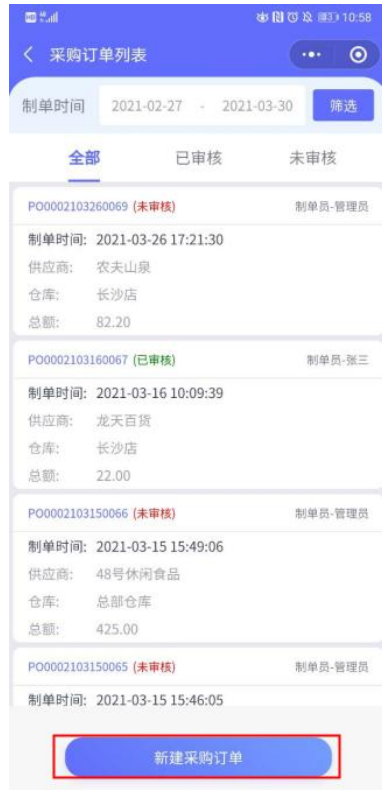 10:58
采购订单列表
制单时间 2021-02-27 - 2021-03-30 筛选
全部 已审核 未审核
PO0002103260069 (未审核) 制单员-管理员
制单时间: 2021-03-26 17:21:30
供应商: 农夫山泉
仓库: 长沙店
总额: 82.20
PO0002103160067 (已审核) 制单员-张三
制单时间: 2021-03-16 10:09:39
供应商: 龙天百货
仓库: 长沙店
总额: 22.00
PO0002103150066 (未审核) 制单员-管理员
制单时间: 2021-03-15 15:49:06
供应商: 48号休闲食品
仓库: 总部仓库
总额: 425.00
PO0002103150065 (未审核) 制单员-管理员
制单时间: 2021-03-15 15:46:05
新建采购订单